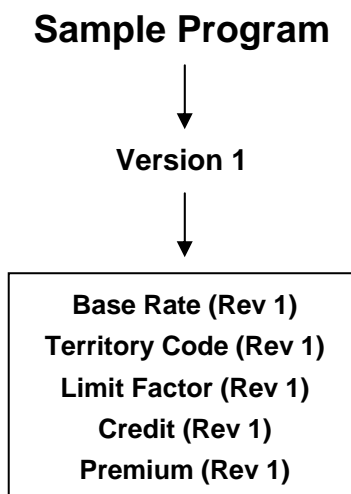 Sample Program
Version 1
Base Rate (Rev 1)
Territory Code (Rev 1)
Limit Factor (Rev 1)
Credit (Rev 1)
Premium (Rev 1)